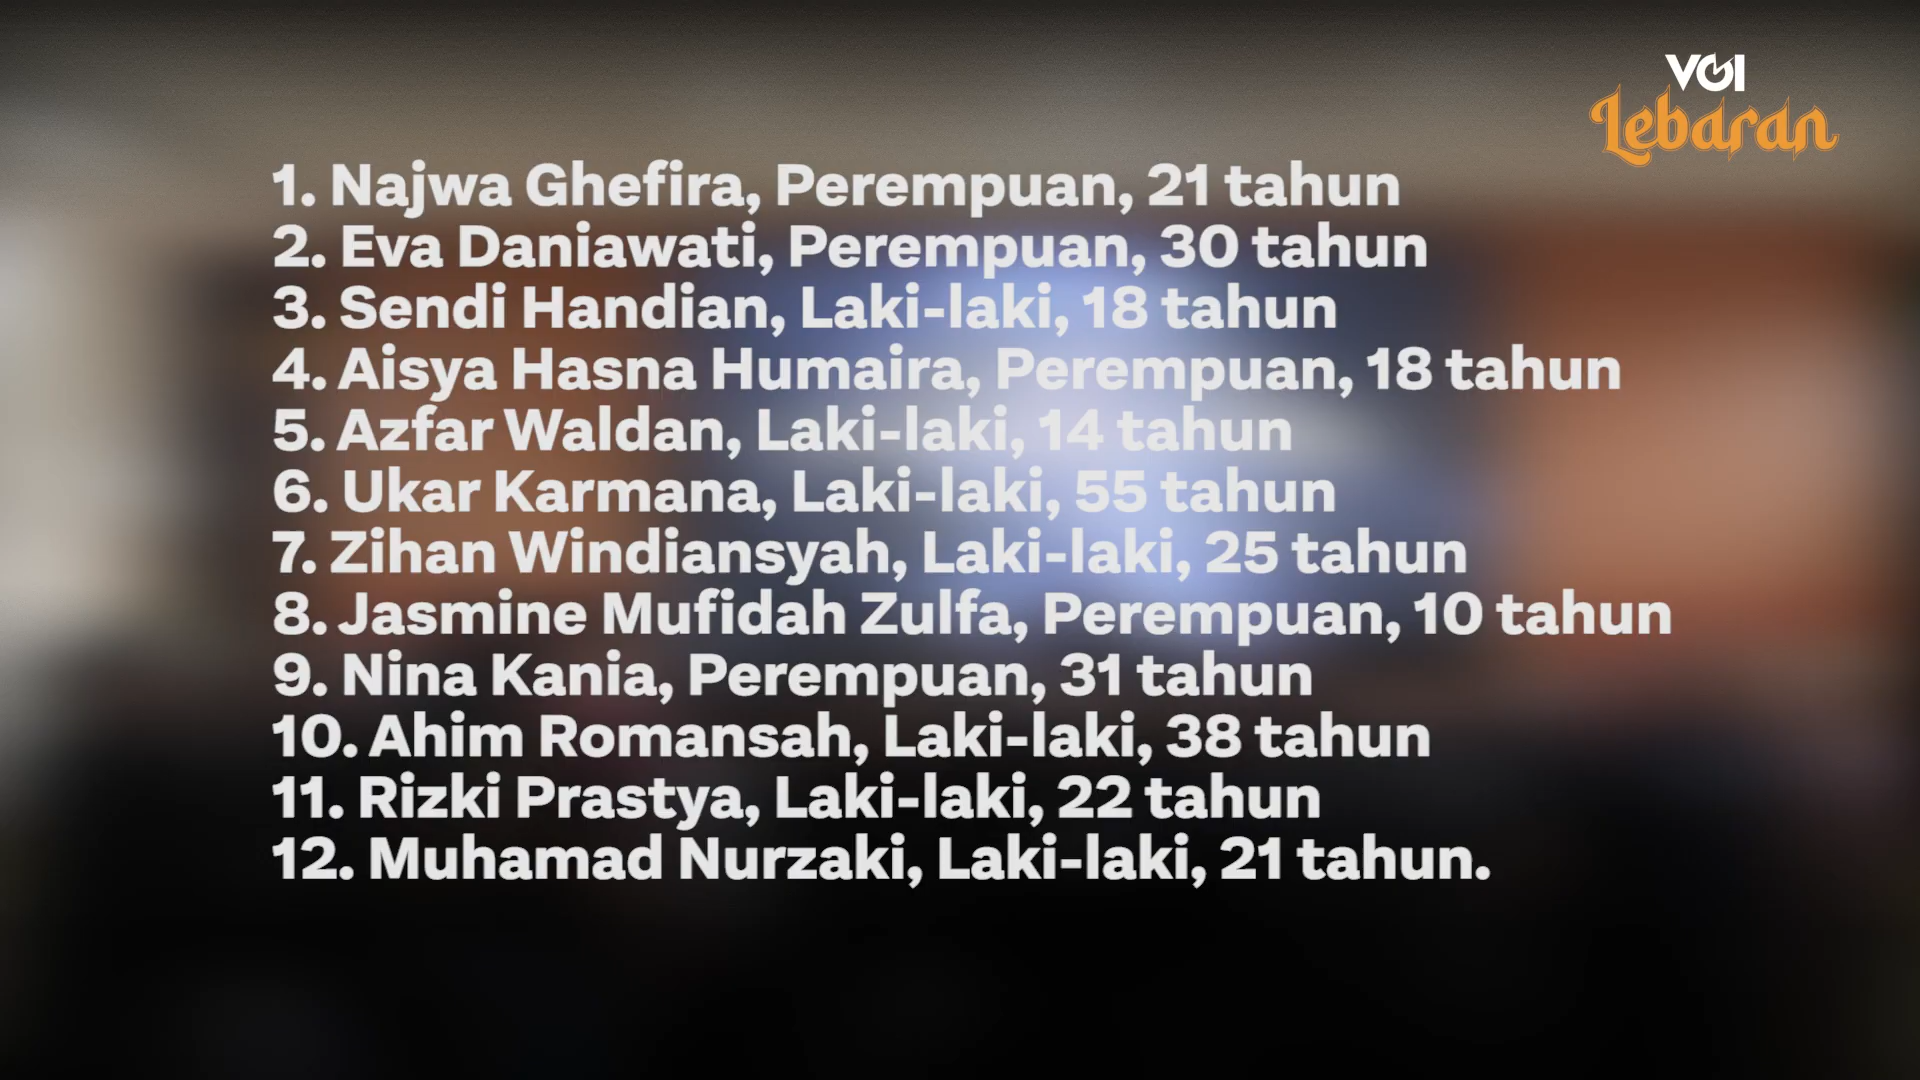 VOI
Lebaran
1. Najwa Ghefira, Perempuan, 21 tahun
2. Eva Daniawati, Perempuan, 30 tahun
3. Sendi Handian, Laki-laki, 18 tahun
4. Aisya Hasna Humaira, Perempuan, 18 tahun
5. Azfar Waldan, Laki-laki, 14 tahun
6. Ukar Karmana, Laki-laki, 55 tahun
7. Zihan Windiansyah, Laki-laki, 25 tahun
8. Jasmine Mufidah Zulfa, Perempuan, 10 tahun
9. Nina Kania, Perempuan, 31 tahun
10. Ahim Romansah, Laki-laki, 38 tahun
11. Rizki Prastya, Laki-laki, 22 tahun
12. Muhamad Nurzaki, Laki-laki, 21 tahun.